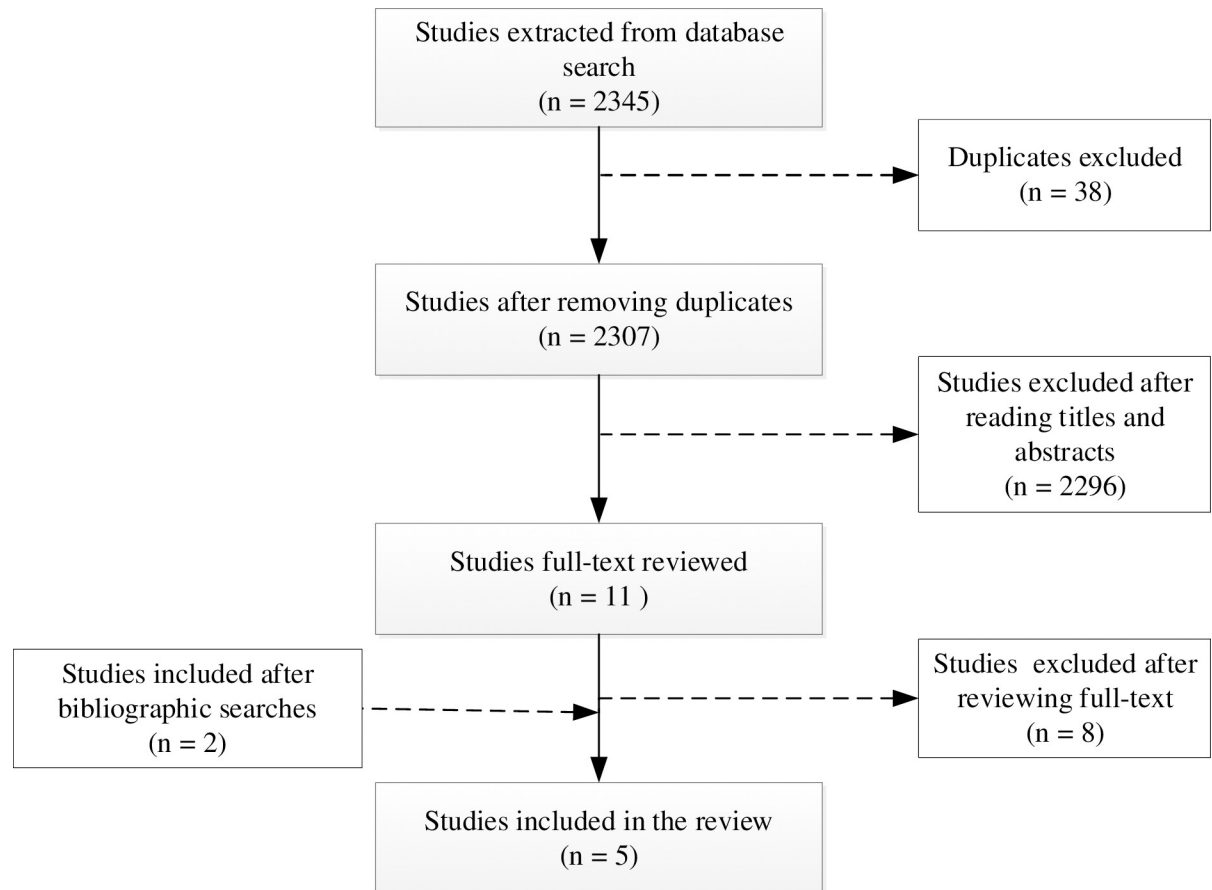 Studies extracted from database
search
(n = 2345)
Duplicates excluded
(n = 38)
Studies after removing duplicates
(n = 2307)
Studies excluded after
reading titles and
abstracts
(n = 2296)
Studies full-text reviewed
(n = 11 )
Studies included after
bibliographic searches
(n = 2)
Studies  excluded after
reviewing full-text
(n = 8)
Studies included in the review
(n = 5)